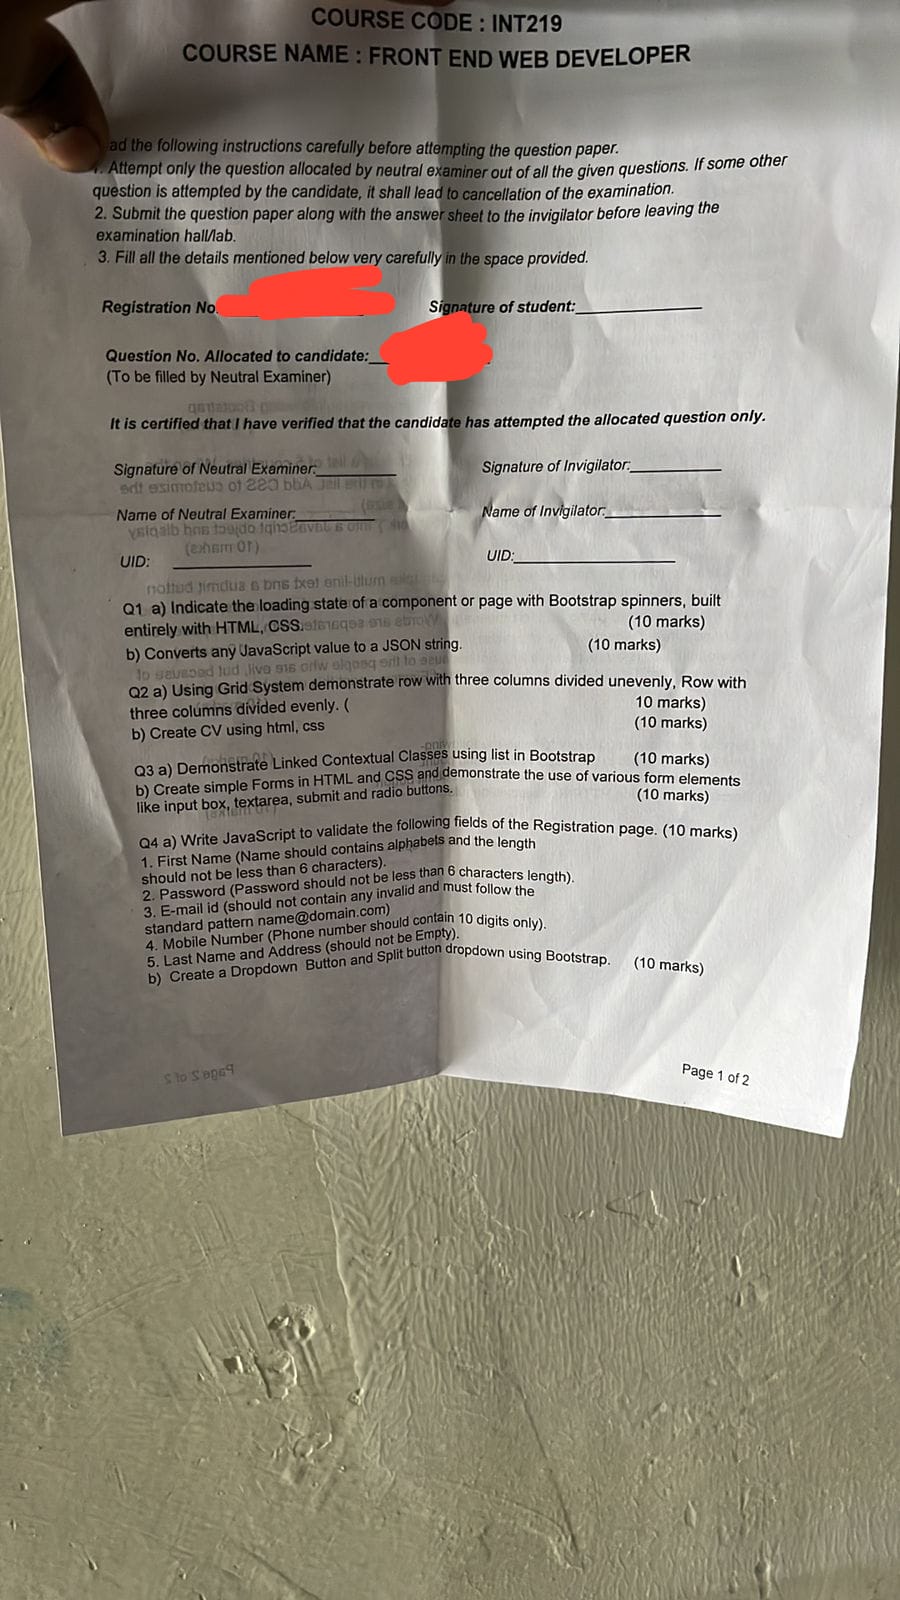 COURSE CODE : INT219
COURSE NAME : FRONT END WEB DEVELOPER
ad the following instructions carefully before attempting the question paper.
1. Attempt only the question allocated by neutral examiner out of all the given questions. If some other
question is attempted by the candidate, it shall lead to cancellation of the examination.
2. Submit the question paper along with the answer sheet to the invigilator before leaving the
examination hall/lab.
3. Fill all the details mentioned below very carefully in the space provided.
Registration No. Signature of student:
Question No. Allocated to candidate:
(To be filled by Neutral Examiner)
It is certified that I have verified that the candidate has attempted the allocated question only.
Signature of Neutral Examiner: Signature of Invigilator:
Name of Neutral Examiner: Name of Invigilator:
UID: UID:
Q1 a) Indicate the loading state of a component or page with Bootstrap spinners, built
entirely with HTML, CSS. (10 marks)
b) Converts any JavaScript value to a JSON string. (10 marks)
Q2 a) Using Grid System demonstrate row with three columns divided unevenly, Row with
three columns divided evenly. ( 10 marks)
b) Create CV using html, css (10 marks)
Q3 a) Demonstrate Linked Contextual Classes using list in Bootstrap (10 marks)
b) Create simple Forms in HTML and CSS and demonstrate the use of various form elements
like input box, textarea, submit and radio buttons. (10 marks)
Q4 a) Write JavaScript to validate the following fields of the Registration page. (10 marks)
1. First Name (Name should contains alphabets and the length
should not be less than 6 characters).
2. Password (Password should not be less than 6 characters length).
3. E-mail id (should not contain any invalid and must follow the
standard pattern name@domain.com)
4. Mobile Number (Phone number should contain 10 digits only).
5. Last Name and Address (should not be Empty).
b) Create a Dropdown Button and Split button dropdown using Bootstrap. (10 marks)
Page 1 of 2
Page 2 of 2